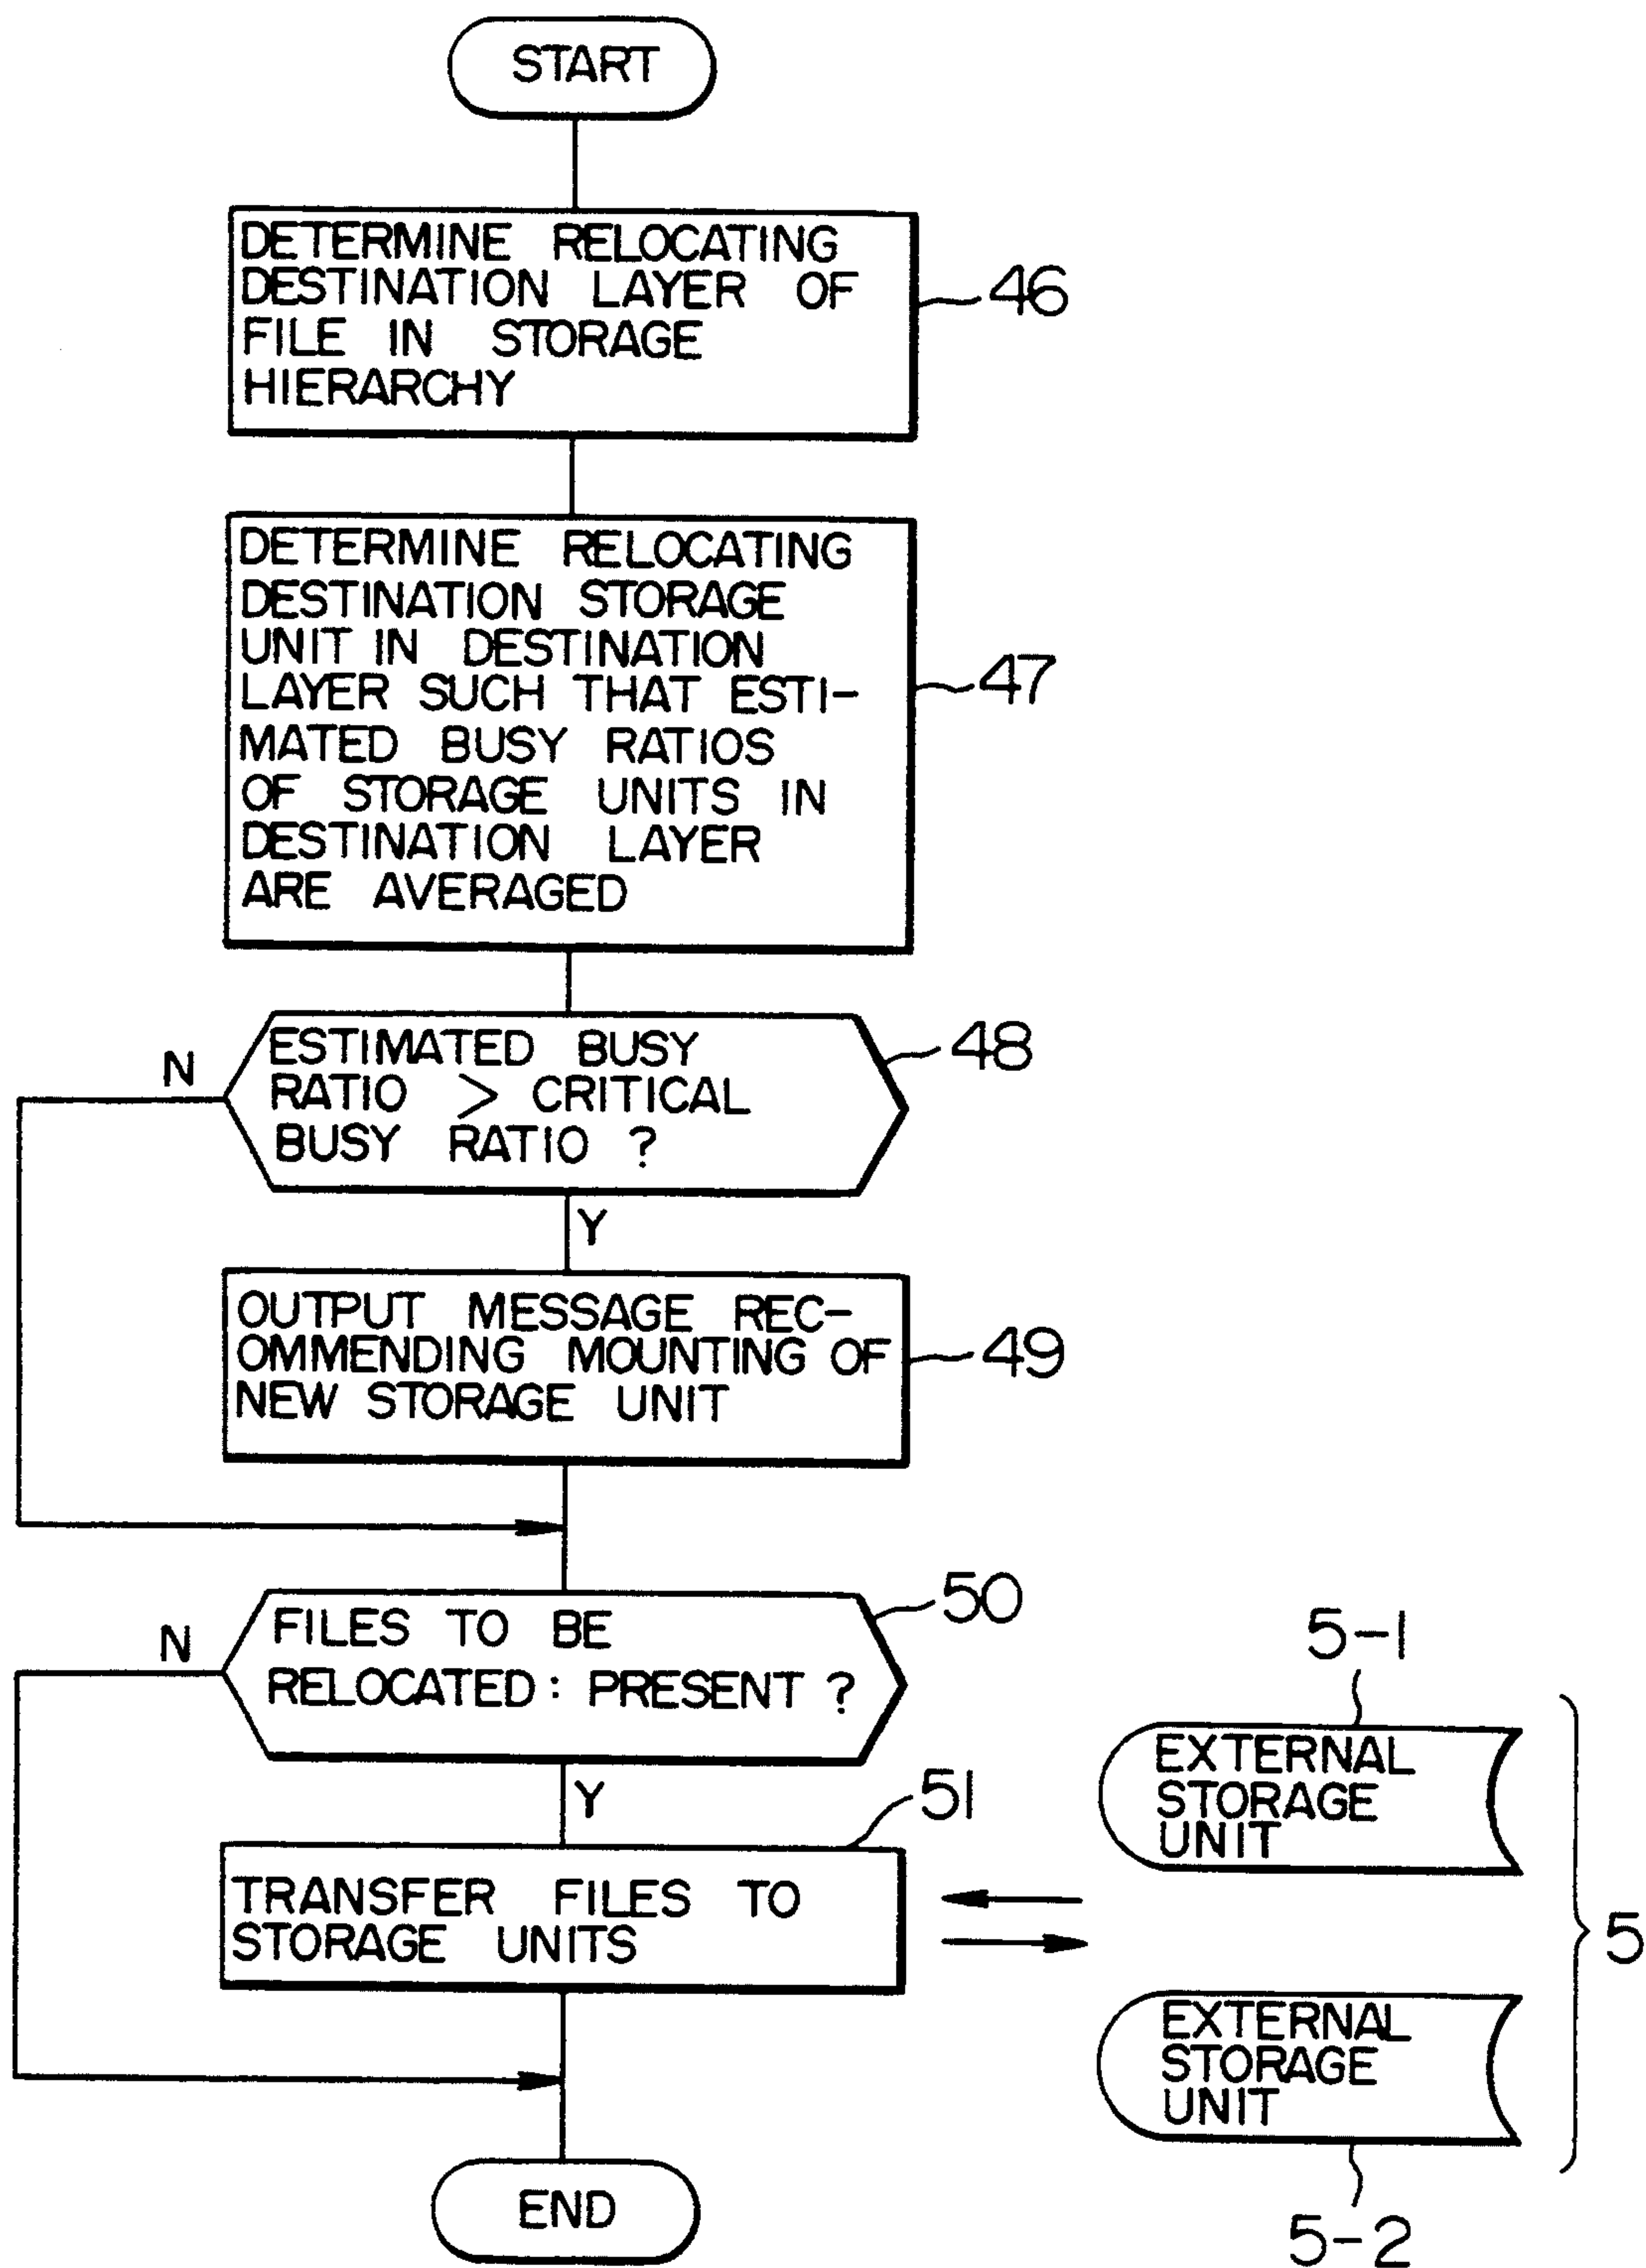 START
DETERMINE RELOCATING
DESTINATION LAYER OF
FILE IN STORAGE
HIERARCHY
46
DETERMINE RELOCATING
DESTINATION STORAGE
UNIT IN DESTINATION
LAYER SUCH THAT ESTI-
MATED BUSY RATIOS
OF STORAGE UNITS IN
DESTINATION LAYER
ARE AVERAGED
47
ESTIMATED BUSY
RATIO > CRITICAL
BUSY RATIO ?
48
N
Y
OUTPUT MESSAGE REC-
OMMENDING MOUNTING OF
NEW STORAGE UNIT
49
FILES TO BE
RELOCATED : PRESENT ?
50
N
Y
TRANSFER FILES TO
STORAGE UNITS
51
5-1
EXTERNAL
STORAGE
UNIT
5
EXTERNAL
STORAGE
UNIT
5-2
END